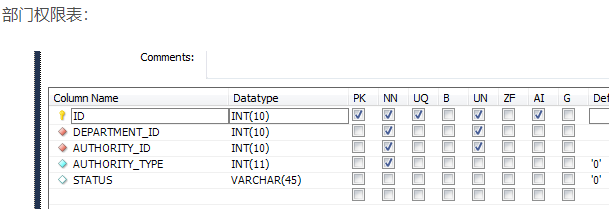 部门权限表：
Comments:
Column Name Datatype PK NN UQ B UN ZF AI G Def
ID INT(10)
DEPARTMENT_ID INT(10)
AUTHORITY_ID INT(10)
AUTHORITY_TYPE INT(11) '0'
STATUS VARCHAR(45) '0'